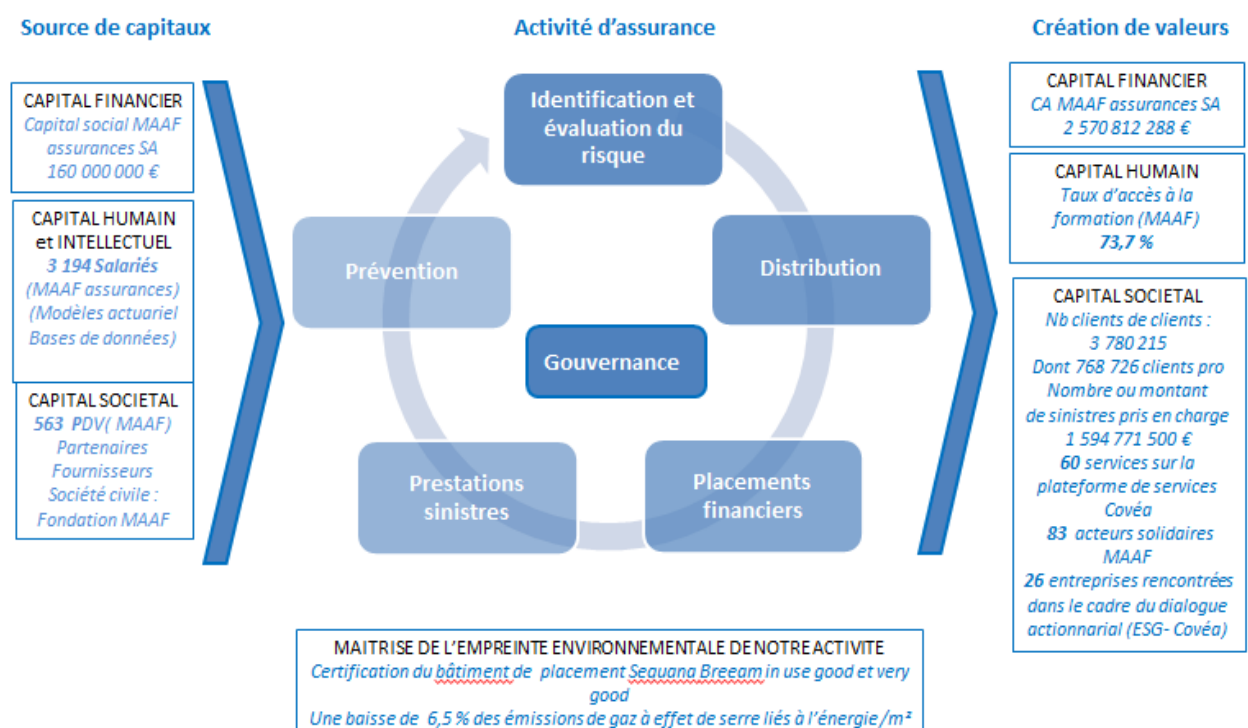 Source de capitaux
CAPITAL FINANCIER
Capital social MAAF
assurances SA
160 000 000 €
CAPITAL HUMAIN
et INTELLECTUEL
3 194 Salariés
(MAAF assurances)
(Modèles actuariel
Bases de données)
CAPITAL SOCIETAL
563 PDV( MAAF)
Partenaires
Fournisseurs
Société civile :
Fondation MAAF
Activité d'assurance
Identification et
évaluation du
risque
Distribution
Placements
financiers
Prestations
sinistres
Prévention
Gouvernance
Création de valeurs
CAPITAL FINANCIER
CA MAAF assurances SA
2 570 812 288 €
CAPITAL HUMAIN
Taux d'accès à la
formation (MAAF)
73,7 %
CAPITAL SOCIETAL
Nb clients de clients :
3 780 215
Dont 768 726 clients pro
Nombre ou montant
de sinistres pris en charge
1 594 771 500 €
60 services sur la
plateforme de services
Covéa
83 acteurs solidaires
MAAF
26 entreprises rencontrées
dans le cadre du dialogue
actionnarial (ESG- Covéa)
MAITRISE DE L'EMPREINTE ENVIRONMENTALE DE NOTRE ACTIVITE
Certification du bâtiment de placement Sequana Breeam in use good et very
good
Une baisse de 6,5 % des émissions de gaz à effet de serre liés à l'énergie /m²